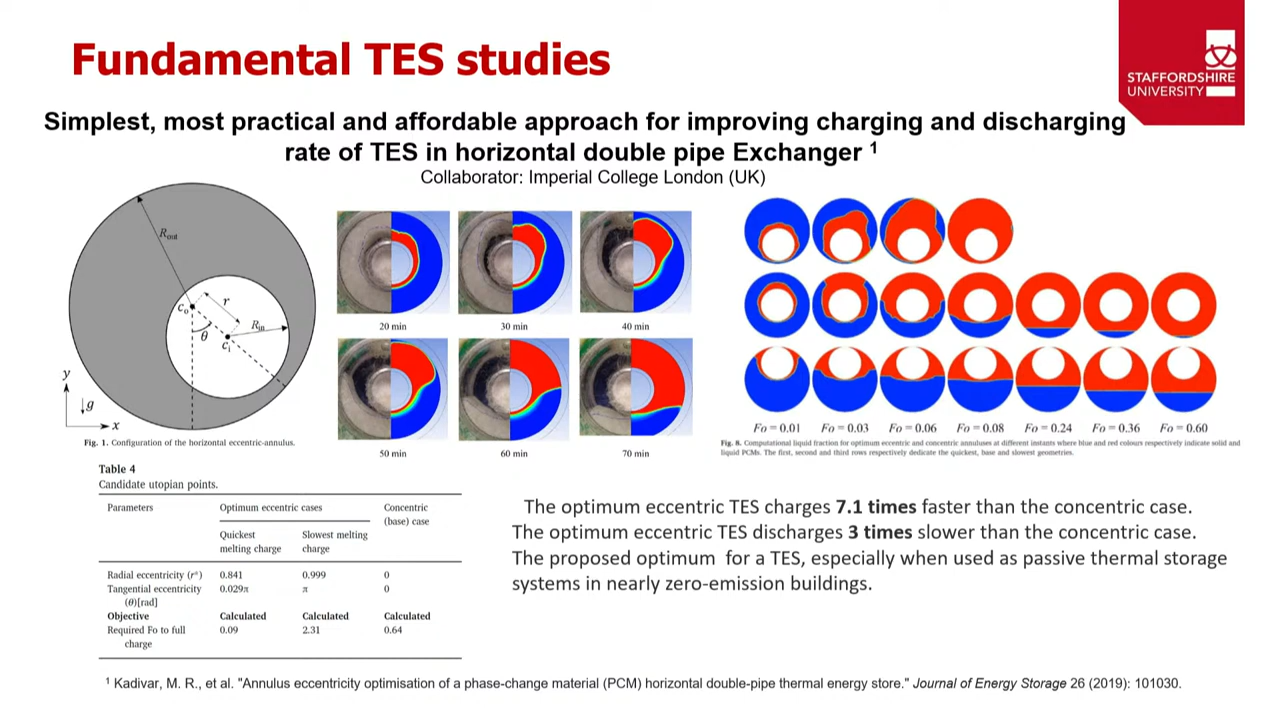 Fundamental TES studies
STAFFORDSHIRE
UNIVERSITY
Simplest, most practical and affordable approach for improving charging and discharging
rate of TES in horizontal double pipe Exchanger ¹
Collaborator: Imperial College London (UK)
Rout
r
co
Rin
θ
ci
y
g
x
Fig. 1. Configuration of the horizontal eccentric-annulus.
20 min
30 min
40 min
50 min
60 min
70 min
Fo = 0.01 Fo = 0.03 Fo = 0.06 Fo = 0.08 Fo = 0.24 Fo = 0.36 Fo = 0.60
Fig. 8. Computational liquid fraction for optimum eccentric and concentric annuluses at different instants where blue and red colours respectively indicate solid and
liquid PCMs. The first, second and third rows respectively dedicate the quickest, base and slowest geometries.
Table 4
Candidate utopian points.
Parameters Optimum eccentric cases Concentric
(base) case
Quickest Slowest melting
melting charge charge
Radial eccentricity (r*) 0.841 0.999 0
Tangential eccentricity 0.029π π 0
(θ)[rad]
Objective Calculated Calculated Calculated
Required Fo to full 0.09 2.31 0.64
charge
The optimum eccentric TES charges 7.1 times faster than the concentric case.
The optimum eccentric TES discharges 3 times slower than the concentric case.
The proposed optimum for a TES, especially when used as passive thermal storage
systems in nearly zero-emission buildings.
¹ Kadivar, M. R., et al. "Annulus eccentricity optimisation of a phase-change material (PCM) horizontal double-pipe thermal energy store." Journal of Energy Storage 26 (2019): 101030.